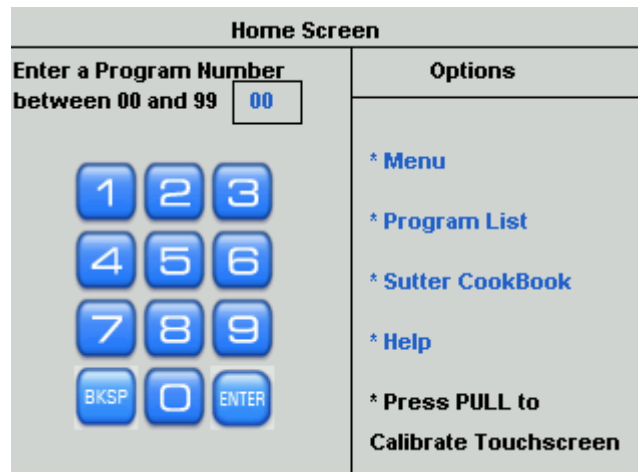 Home Screen
Enter a Program Number
between 00 and 99 00
1 2 3
4 5 6
7 8 9
BKSP 0 ENTER
Options
* Menu
* Program List
* Sutter CookBook
* Help
* Press PULL to
Calibrate Touchscreen